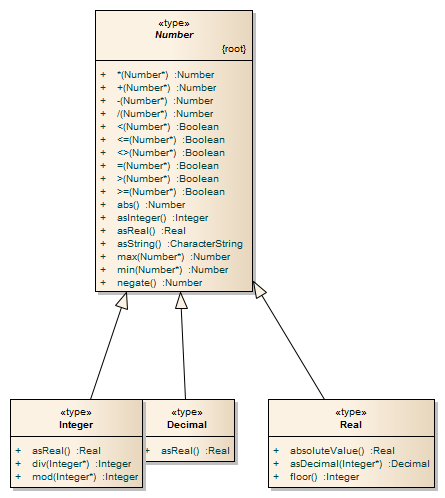 «type»
Number
{root}
+ *(Number*) :Number
+ +(Number*) :Number
+ -(Number*) :Number
+ /(Number*) :Number
+ <(Number*) :Boolean
+ <=(Number*) :Boolean
+ <>(Number*) :Boolean
+ =(Number*) :Boolean
+ >(Number*) :Boolean
+ >=(Number*) :Boolean
+ abs() :Number
+ asInteger() :Integer
+ asReal() :Real
+ asString() :CharacterString
+ max(Number*) :Number
+ min(Number*) :Number
+ negate() :Number
«type»
Integer
+ asReal() :Real
+ div(Integer*) :Integer
+ mod(Integer*) :Integer
«type»
Decimal
+ asReal() :Real
«type»
Real
+ absoluteValue() :Real
+ asDecimal(Integer*) :Decimal
+ floor() :Integer